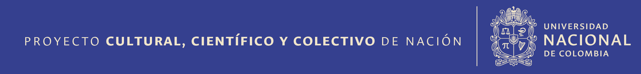 PROYECTO CULTURAL, CIENTÍFICO Y COLECTIVO DE NACIÓN
UNIVERSIDAD
NACIONAL
DE COLOMBIA